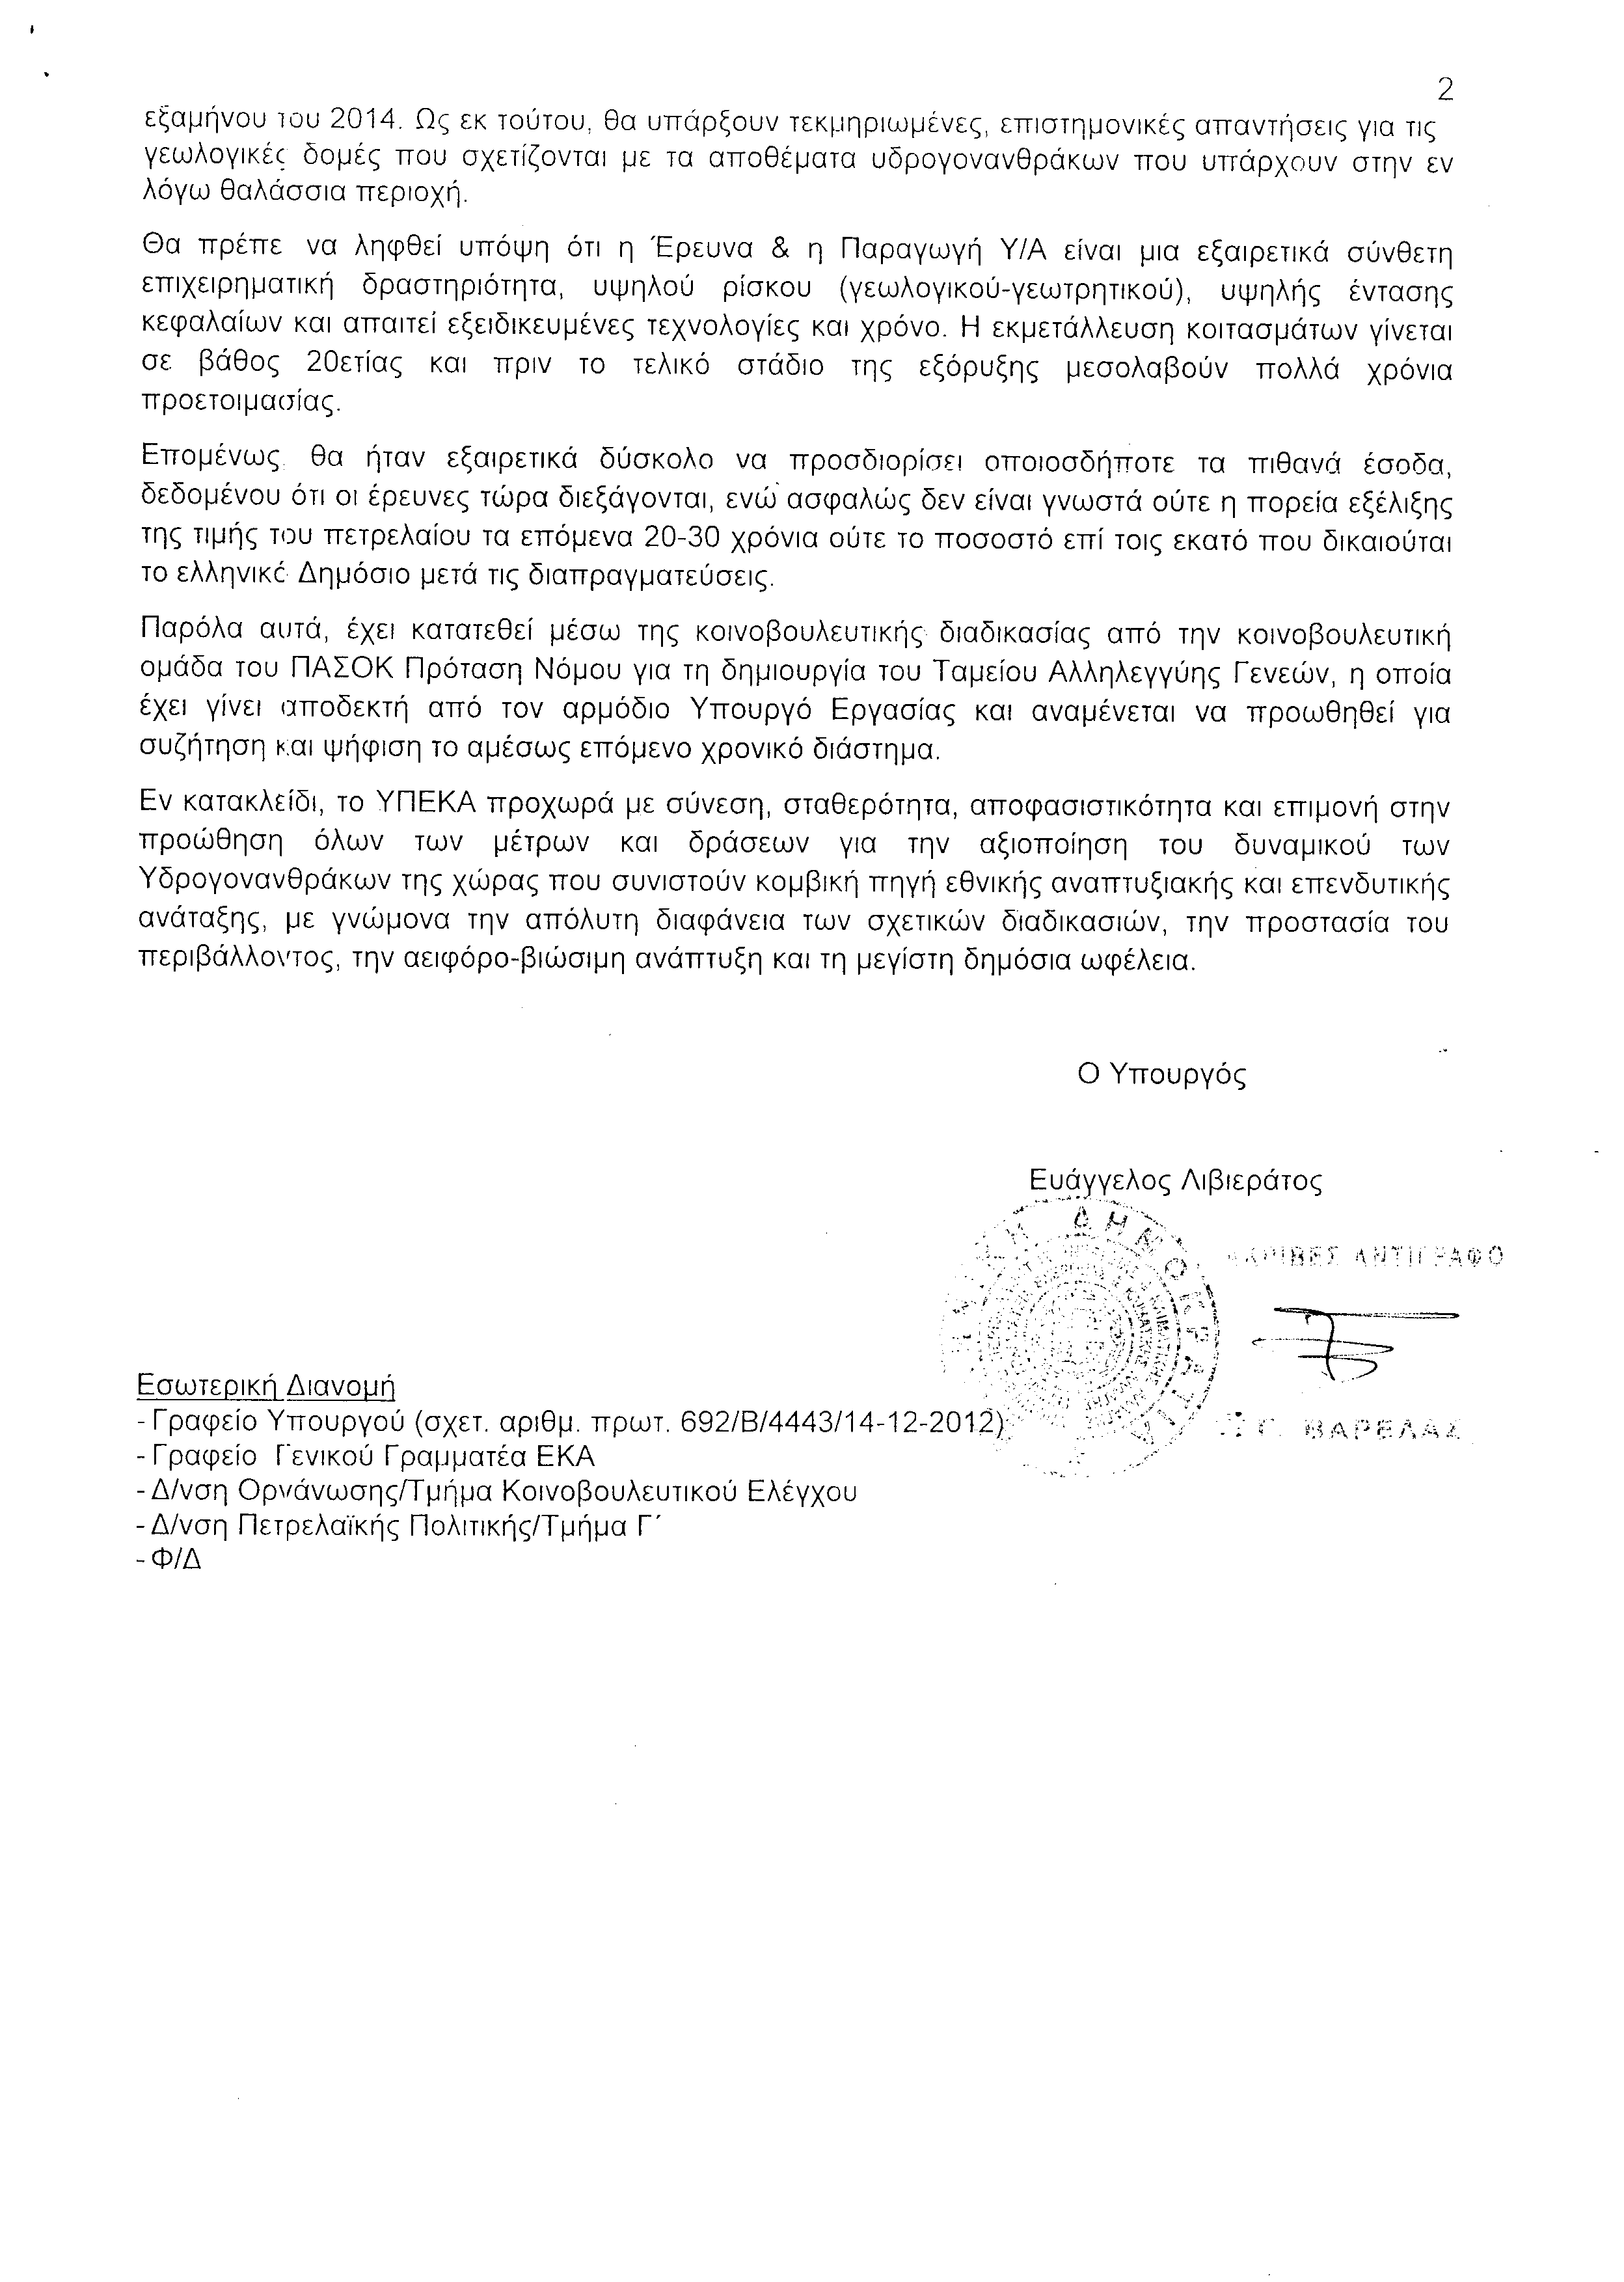 2
εξαμήνου του 2014. Ως εκ τούτου, θα υπάρξουν τεκμηριωμένες, επιστημονικές απαντήσεις για τις
γεωλογικές δομές που σχετίζονται με τα αποθέματα υδρογονανθράκων που υπάρχουν στην εν
λόγω θαλάσσια περιοχή.
Θα πρέπε να ληφθεί υπόψη ότι η Έρευνα & η Παραγωγή Υ/Α είναι μια εξαιρετικά σύνθετη
επιχειρηματική δραστηριότητα, υψηλού ρίσκου (γεωλογικού-γεωτρητικού), υψηλής έντασης
κεφαλαίων και απαιτεί εξειδικευμένες τεχνολογίες και χρόνο. Η εκμετάλλευση κοιτασμάτων γίνεται
σε βάθος 20ετίας και πριν το τελικό στάδιο της εξόρυξης μεσολαβούν πολλά χρόνια
προετοιμασίας.
Επομένως θα ήταν εξαιρετικά δύσκολο να προσδιορίσει οποιοσδήποτε τα πιθανά έσοδα,
δεδομένου ότι οι έρευνες τώρα διεξάγονται, ενώ ασφαλώς δεν είναι γνωστά ούτε η πορεία εξέλιξης
της τιμής του πετρελαίου τα επόμενα 20-30 χρόνια ούτε το ποσοστό επί τοις εκατό που δικαιούται
το ελληνικό Δημόσιο μετά τις διαπραγματεύσεις.
Παρόλα αυτά, έχει κατατεθεί μέσω της κοινοβουλευτικής διαδικασίας από την κοινοβουλευτική
ομάδα του ΠΑΣΟΚ Πρόταση Νόμου για τη δημιουργία του Ταμείου Αλληλεγγύης Γενεών, η οποία
έχει γίνει αποδεκτή από τον αρμόδιο Υπουργό Εργασίας και αναμένεται να προωθηθεί για
συζήτηση και ψήφιση το αμέσως επόμενο χρονικό διάστημα.
Εν κατακλείδι, το ΥΠΕΚΑ προχωρά με σύνεση, σταθερότητα, αποφασιστικότητα και επιμονή στην
προώθηση όλων των μέτρων και δράσεων για την αξιοποίηση του δυναμικού των
Υδρογονανθράκων της χώρας που συνιστούν κομβική πηγή εθνικής αναπτυξιακής και επενδυτικής
ανάταξης, με γνώμονα την απόλυτη διαφάνεια των σχετικών διαδικασιών, την προστασία του
περιβάλλοντος, την αειφόρο-βιώσιμη ανάπτυξη και τη μεγίστη δημόσια ωφέλεια.
Ο Υπουργός
Ευάγγελος Λιβιεράτος
ΑΚΡΙΒΕΣ ΑΝΤΙΓΡΑΦΟ
ΒΑΡΕΛΑΣ
Εσωτερική Διανομή
- Γραφείο Υπουργού (σχετ. αριθμ. πρωτ. 692/Β/4443/14-12-2012)
- Γραφείο Γενικού Γραμματέα ΕΚΑ
- Δ/νση Οργάνωσης/Τμήμα Κοινοβουλευτικού Ελέγχου
- Δ/νση Πετρελαϊκής Πολιτικής/Τμήμα Γ΄
- Φ/Δ